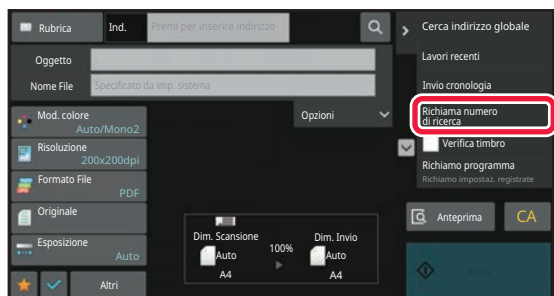 Rubrica
Ind.
Premi per inserire indirizzo
Oggetto
Nome File
Specificato da imp. sistema
Mod. colore
Auto/Mono2
Risoluzione
200x200dpi
Formato File
PDF
Originale
Esposizione
Auto
Altri
Opzioni
Dim. Scansione
Auto
A4
100%
Dim. Invio
Auto
A4
Cerca indirizzo globale
Lavori recenti
Invio cronologia
Richiama numero
di ricerca
Verifica timbro
Richiamo programma
Richiamo impostaz. registrate
Anteprima
CA